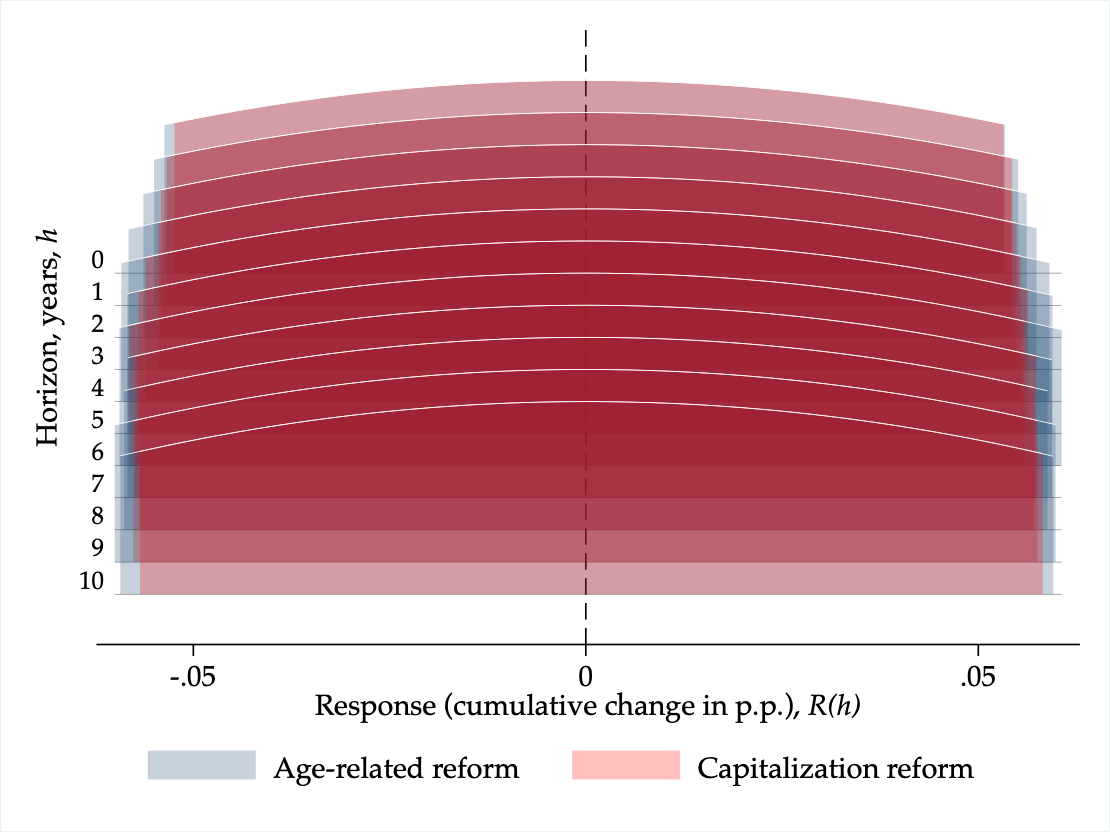 Horizon, years, h
0
1
2
3
4
5
6
7
8
9
10
-.05 0 .05
Response (cumulative change in p.p.), R(h)
Age-related reform Capitalization reform